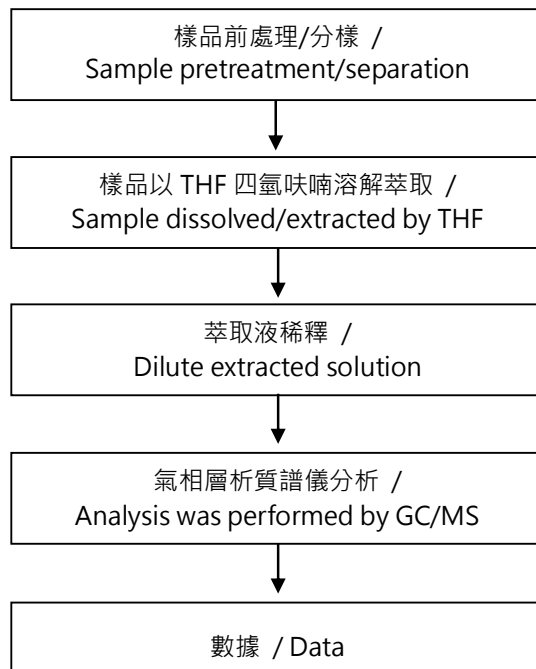 樣品前處理/分樣 /
Sample pretreatment/separation
樣品以 THF 四氫呋喃溶解萃取 /
Sample dissolved/extracted by THF
萃取液稀釋 /
Dilute extracted solution
氣相層析質譜儀分析 /
Analysis was performed by GC/MS
數據 / Data